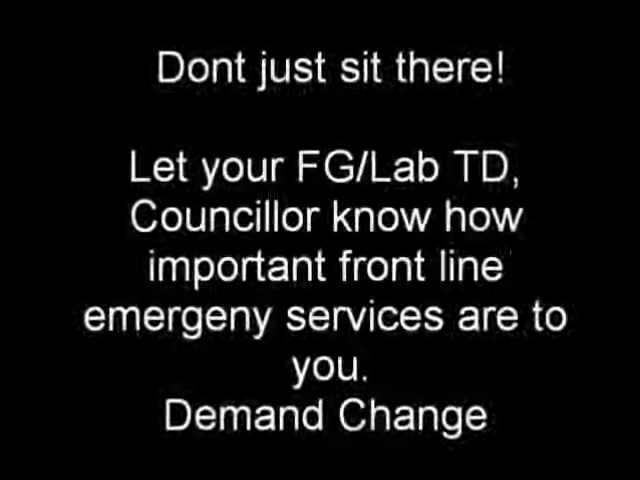 Dont just sit there!
Let your FG/Lab TD,
Councillor know how
important front line
emergeny services are to
you.
Demand Change